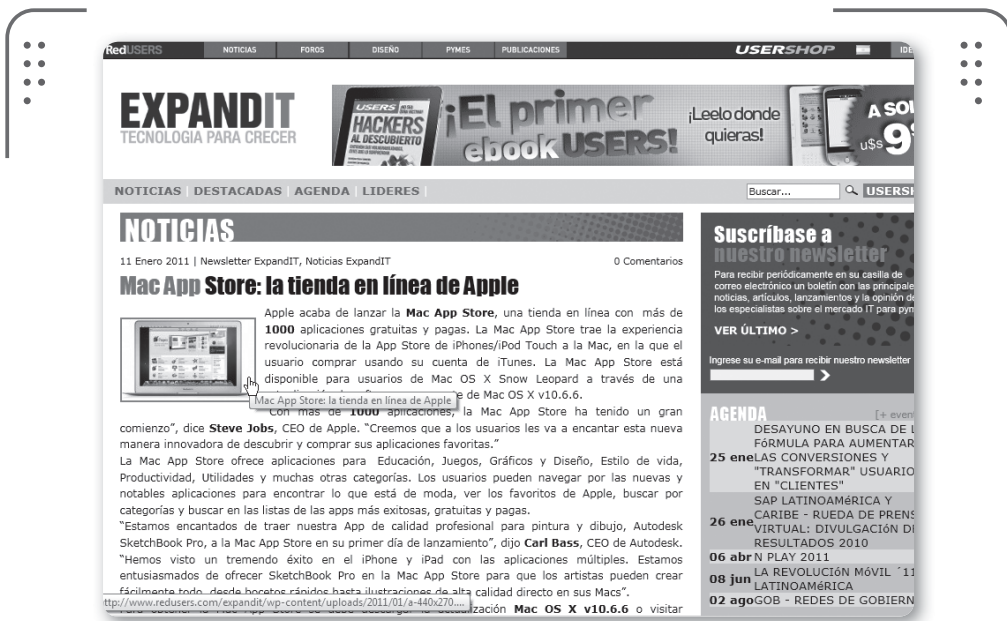 RedUSERS NOTICIAS FOROS DISEÑO PYMES PUBLICACIONES USERSHOP
EXPANDIT
TECNOLOGIA PARA CRECER
USERS
HACKERS
AL DESCUBIERTO
¡El primer
ebook USERS!
¡Leelo donde
quieras!
A SO
u$s 9
NOTICIAS | DESTACADAS | AGENDA | LIDERES |
Buscar...
USERSH
NOTICIAS
11 Enero 2011 | Newsletter ExpandIT, Noticias ExpandIT 0 Comentarios
Mac App Store: la tienda en línea de Apple
Apple acaba de lanzar la Mac App Store, una tienda en línea con más de
1000 aplicaciones gratuitas y pagas. La Mac App Store trae la experiencia
revolucionaria de la App Store de iPhones/iPod Touch a la Mac, en la que el
usuario comprar usando su cuenta de iTunes. La Mac App Store está
disponible para usuarios de Mac OS X Snow Leopard a través de una
e de Mac OS X v10.6.6.
Mac App Store: la tienda en línea de Apple
"Con más de 1000 aplicaciones, la Mac App Store ha tenido un gran
comienzo", dice Steve Jobs, CEO de Apple. "Creemos que a los usuarios les va a encantar esta nueva
manera innovadora de descubrir y comprar sus aplicaciones favoritas."
La Mac App Store ofrece aplicaciones para Educación, Juegos, Gráficos y Diseño, Estilo de vida,
Productividad, Utilidades y muchas otras categorías. Los usuarios pueden navegar por las nuevas y
notables aplicaciones para encontrar lo que está de moda, ver los favoritos de Apple, buscar por
categorías y buscar en las listas de las apps más exitosas, gratuitas y pagas.
"Estamos encantados de traer nuestra App de calidad profesional para pintura y dibujo, Autodesk
SketchBook Pro, a la Mac App Store en su primer día de lanzamiento", dijo Carl Bass, CEO de Autodesk.
"Hemos visto un tremendo éxito en el iPhone y iPad con las aplicaciones múltiples. Estamos
entusiasmados de ofrecer SketchBook Pro en la Mac App Store para que los artistas pueden crear
fácilmente todo, desde bocetos rápidos hasta ilustraciones de alta calidad directo en sus Macs".
ttp://www.redusers.com/expandit/wp-content/uploads/2011/01/a-440x270....
Mac OS X v10.6.6 o visitar
Suscríbase a
nuestro newsletter
Para recibir periódicamente en su casilla de
correo electrónico un boletín con las principale
noticias, artículos, lanzamientos y la opinión de
los especialistas sobre el mercado IT para pyn
VER ÚLTIMO >
Ingrese su e-mail para recibir nuestro newsletter
AGENDA [+ even
DESAYUNO EN BUSCA DE L
FóRMULA PARA AUMENTAR
25 ene LAS CONVERSIONES Y
"TRANSFORMAR" USUARIO
EN "CLIENTES"
SAP LATINOAMéRICA Y
CARIBE - RUEDA DE PRENS
26 ene VIRTUAL: DIVULGACIóN DE
RESULTADOS 2010
06 abr N PLAY 2011
08 jun LA REVOLUCIóN MóVIL ´11
LATINOAMéRICA
02 ago GOB - REDES DE GOBIERN